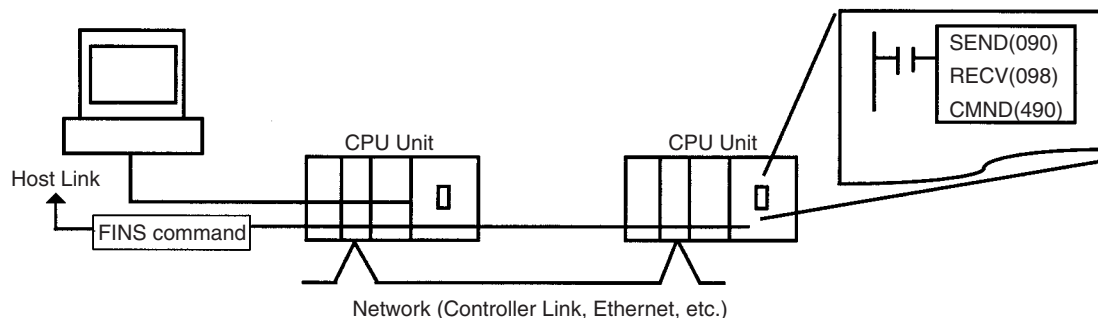 SEND(090)
RECV(098)
CMND(490)
CPU Unit
CPU Unit
Host Link
FINS command
Network (Controller Link, Ethernet, etc.)